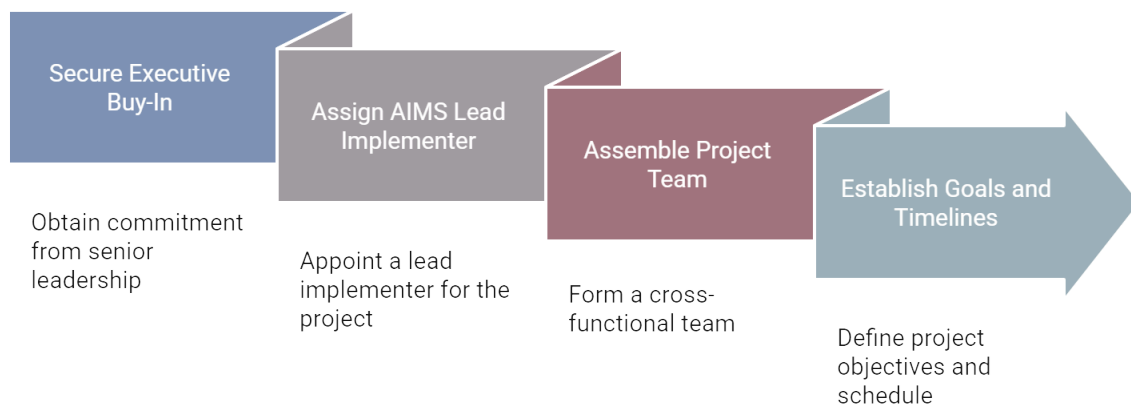 Secure Executive
Buy-In
Obtain commitment
from senior
leadership
Assign AIMS Lead
Implementer
Appoint a lead
implementer for the
project
Assemble Project
Team
Form a cross-
functional team
Establish Goals and
Timelines
Define project
objectives and
schedule